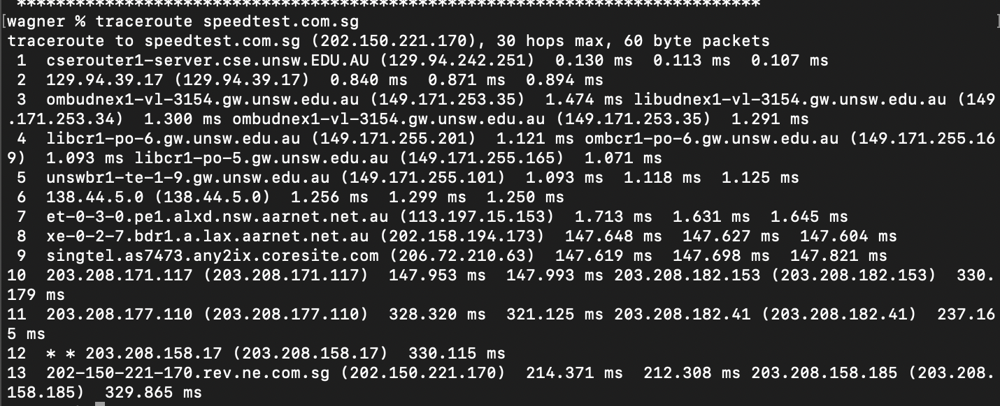 ****************************************************************************
[wagner % traceroute speedtest.com.sg ]
traceroute to speedtest.com.sg (202.150.221.170), 30 hops max, 60 byte packets
1 cserouter1-server.cse.unsw.EDU.AU (129.94.242.251) 0.130 ms 0.113 ms 0.107 ms
2 129.94.39.17 (129.94.39.17) 0.840 ms 0.871 ms 0.894 ms
3 ombudnex1-vl-3154.gw.unsw.edu.au (149.171.253.35) 1.474 ms libudnex1-vl-3154.gw.unsw.edu.au (149
.171.253.34) 1.300 ms ombudnex1-vl-3154.gw.unsw.edu.au (149.171.253.35) 1.291 ms
4 libcr1-po-6.gw.unsw.edu.au (149.171.255.201) 1.121 ms ombcr1-po-6.gw.unsw.edu.au (149.171.255.16
9) 1.093 ms libcr1-po-5.gw.unsw.edu.au (149.171.255.165) 1.071 ms
5 unswbr1-te-1-9.gw.unsw.edu.au (149.171.255.101) 1.093 ms 1.118 ms 1.125 ms
6 138.44.5.0 (138.44.5.0) 1.256 ms 1.299 ms 1.250 ms
7 et-0-3-0.pe1.alxd.nsw.aarnet.net.au (113.197.15.153) 1.713 ms 1.631 ms 1.645 ms
8 xe-0-2-7.bdr1.a.lax.aarnet.net.au (202.158.194.173) 147.648 ms 147.627 ms 147.604 ms
9 singtel.as7473.any2ix.coresite.com (206.72.210.63) 147.619 ms 147.698 ms 147.821 ms
10 203.208.171.117 (203.208.171.117) 147.953 ms 147.993 ms 203.208.182.153 (203.208.182.153) 330.
179 ms
11 203.208.177.110 (203.208.177.110) 328.320 ms 321.125 ms 203.208.182.41 (203.208.182.41) 237.16
5 ms
12 * * 203.208.158.17 (203.208.158.17) 330.115 ms
13 202-150-221-170.rev.ne.com.sg (202.150.221.170) 214.371 ms 212.308 ms 203.208.158.185 (203.208.
158.185) 329.865 ms